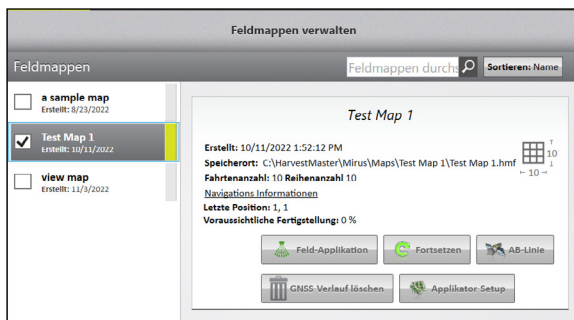 Feldmappen verwalten
Feldmappen
Feldmappen durchs
Sortieren: Name
a sample map
Erstellt: 8/23/2022
Test Map 1
Erstellt: 10/11/2022
view map
Erstellt: 11/3/2022
Test Map 1
Erstellt: 10/11/2022 1:52:12 PM
Speicherort: C:\HarvestMaster\Mirus\Maps\Test Map 1\Test Map 1.hmf
Fahrtenanzahl: 10 Reihenanzahl 10
10
10
Navigations Informationen
Letzte Position: 1, 1
Voraussichtliche Fertigstellung: 0 %
Feld-Applikation
Fortsetzen
AB-Linie
GNSS-Verlauf löschen
Applikator Setup